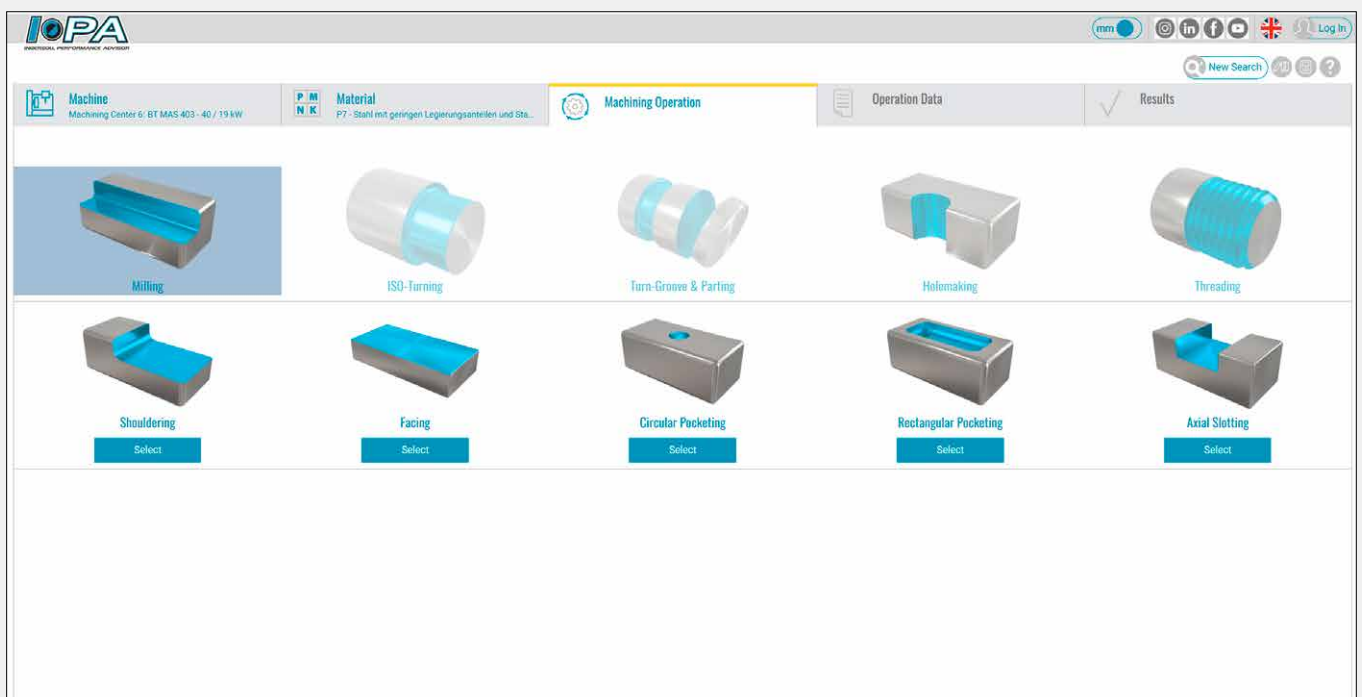 IOPA
INGERSOLL PERFORMANCE ADVISOR
mm
Log In
New Search
Machine
Machining Center 6: BT MAS 403 - 40 / 19 kW
P M
N K
Material
P7 - Stahl mit geringen Legierungsanteilen und Sta...
Machining Operation
Operation Data
Results
Milling
ISO-Turning
Turn-Groove & Parting
Holemaking
Threading
Shouldering
Facing
Circular Pocketing
Rectangular Pocketing
Axial Slotting
Select
Select
Select
Select
Select